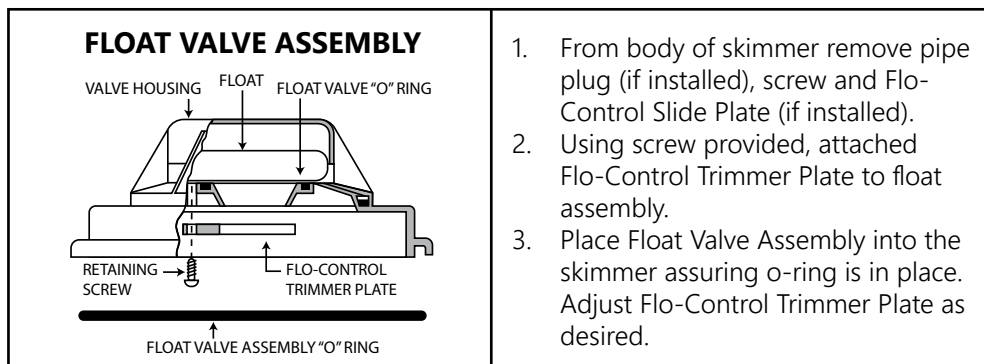 FLOAT VALVE ASSEMBLY
VALVE HOUSING
FLOAT
FLOAT VALVE "O" RING
RETAINING
SCREW
FLO-CONTROL
TRIMMER PLATE
FLOAT VALVE ASSEMBLY "O" RING
1. From body of skimmer remove pipe
plug (if installed), screw and Flo-
Control Slide Plate (if installed).
2. Using screw provided, attached
Flo-Control Trimmer Plate to float
assembly.
3. Place Float Valve Assembly into the
skimmer assuring o-ring is in place.
Adjust Flo-Control Trimmer Plate as
desired.